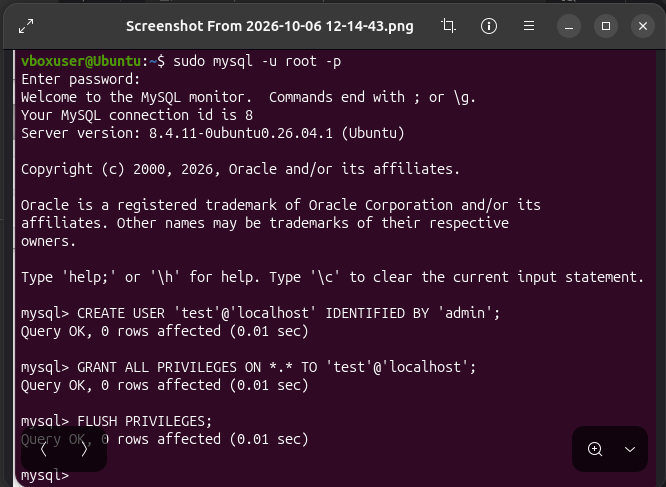 Screenshot From 2026-10-06 12-14-43.png
vboxuser@Ubuntu:~$ sudo mysql -u root -p
Enter password:
Welcome to the MySQL monitor.  Commands end with ; or \g.
Your MySQL connection id is 8
Server version: 8.4.11-0ubuntu0.26.04.1 (Ubuntu)
Copyright (c) 2000, 2026, Oracle and/or its affiliates.
Oracle is a registered trademark of Oracle Corporation and/or its
affiliates. Other names may be trademarks of their respective
owners.
Type 'help;' or '\h' for help. Type '\c' to clear the current input statement.
mysql> CREATE USER 'test'@'localhost' IDENTIFIED BY 'admin';
Query OK, 0 rows affected (0.01 sec)
mysql> GRANT ALL PRIVILEGES ON *.* TO 'test'@'localhost';
Query OK, 0 rows affected (0.01 sec)
mysql> FLUSH PRIVILEGES;
Query OK, 0 rows affected (0.01 sec)
mysql>